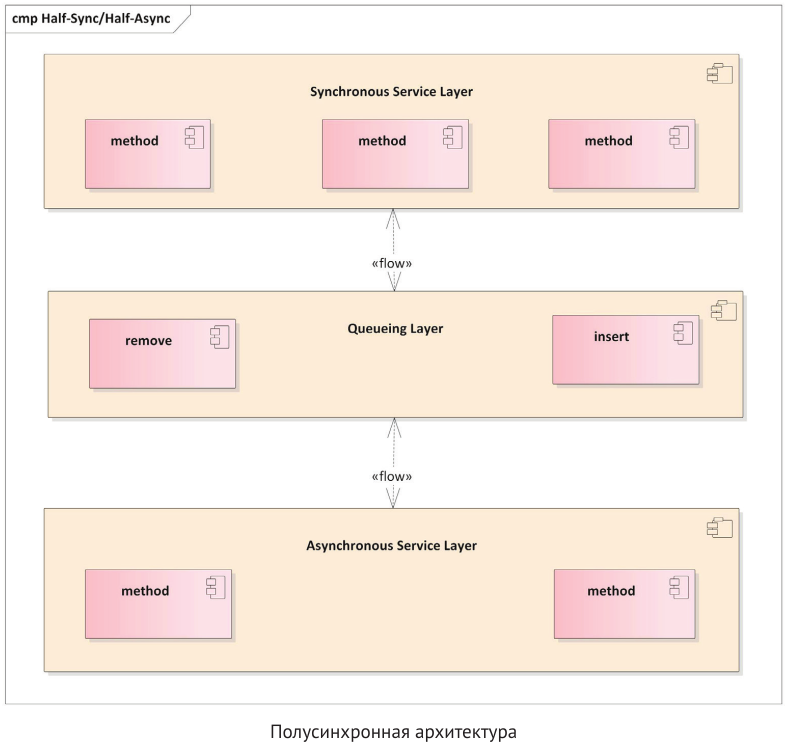 cmp Half-Sync/Half-Async
Synchronous Service Layer
method method method
«flow»
Queueing Layer
remove insert
«flow»
Asynchronous Service Layer
method method
Полусинхронная архитектура